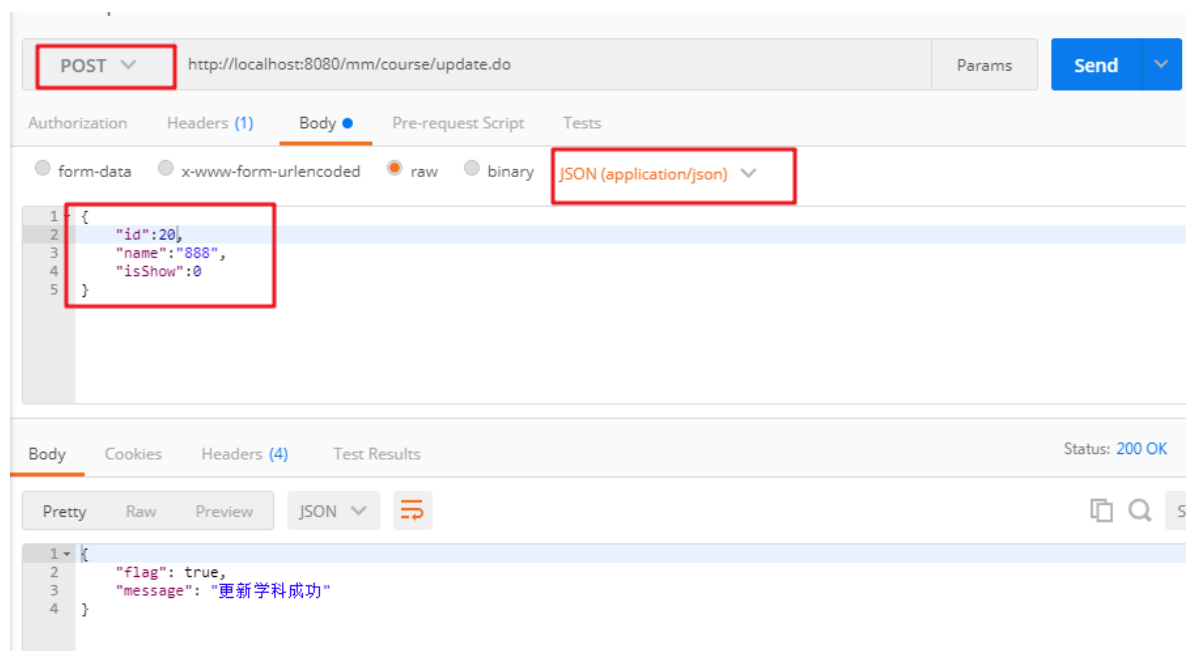 POST http://localhost:8080/mm/course/update.do Params Send
Authorization Headers (1) Body Pre-request Script Tests
form-data x-www-form-urlencoded raw binary JSON (application/json)
1 {
2 "id":20,
3 "name":"888",
4 "isShow":0
5 }
Body Cookies Headers (4) Test Results Status: 200 OK
Pretty Raw Preview JSON
1 {
2 "flag": true,
3 "message": "更新学科成功"
4 }